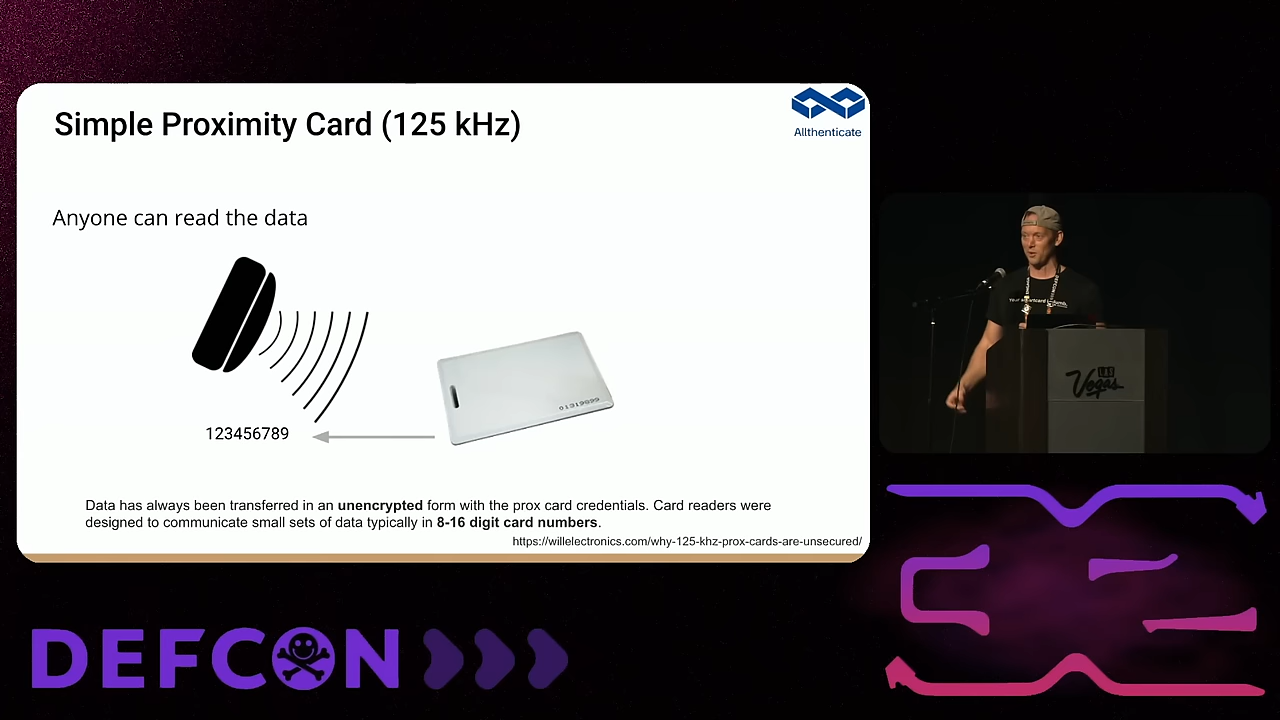 Simple Proximity Card (125 kHz)
Allthenticate
Anyone can read the data
123456789
Data has always been transferred in an unencrypted form with the prox card credentials. Card readers were
designed to communicate small sets of data typically in 8-16 digit card numbers.
https://willelectronics.com/why-125-khz-prox-cards-are-unsecured/
LAS
Vegas
DEFCON